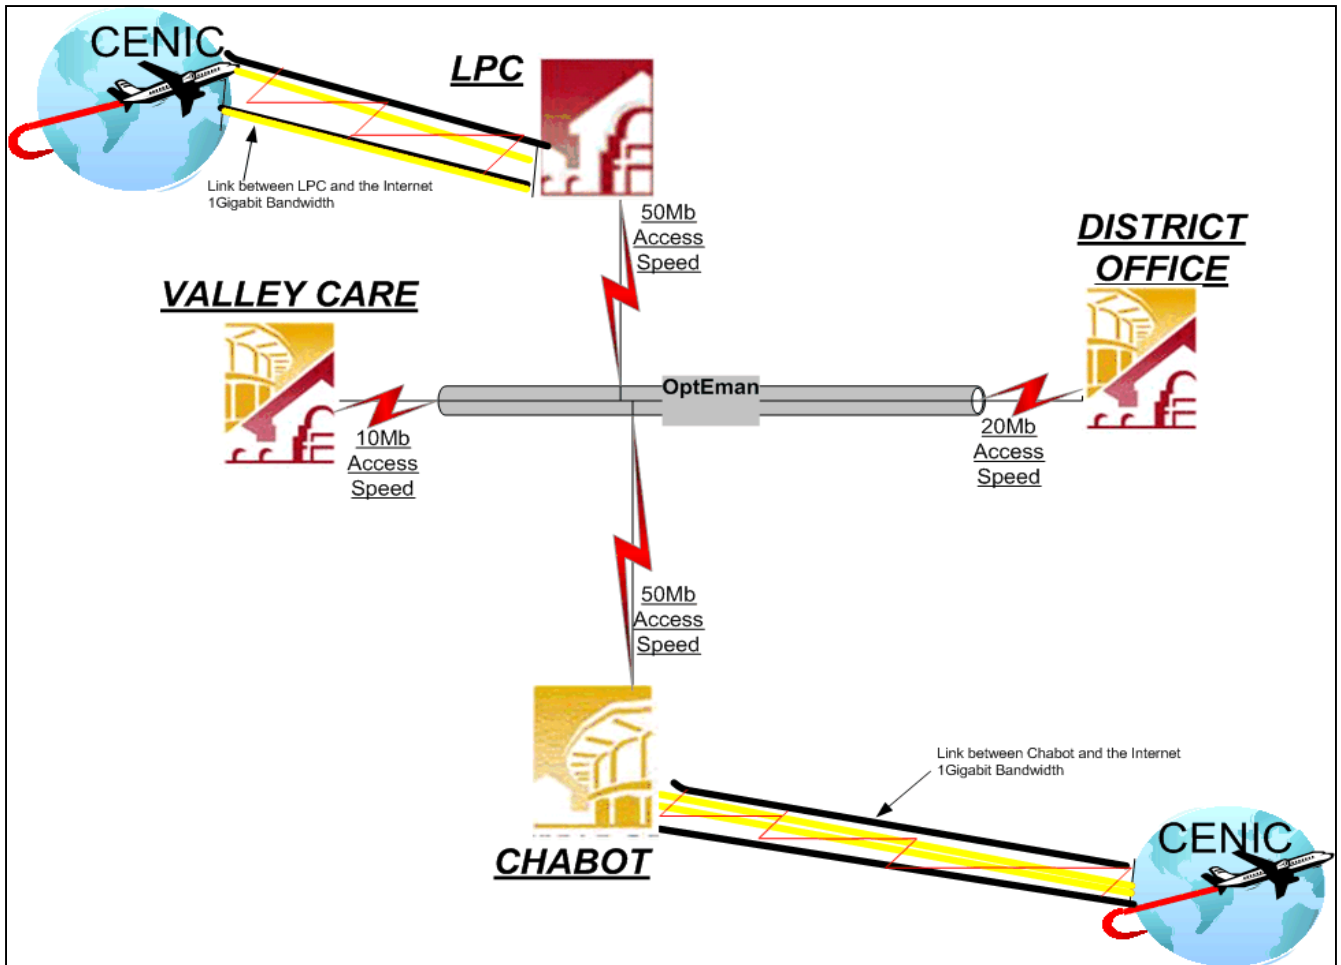 CENIC
LPC
Link between LPC and the Internet
1Gigabit Bandwidth
50Mb
Access
Speed
DISTRICT
OFFICE
VALLEY CARE
OptEman
10Mb
Access
Speed
20Mb
Access
Speed
50Mb
Access
Speed
Link between Chabot and the Internet
1Gigabit Bandwidth
CHABOT
CENIC